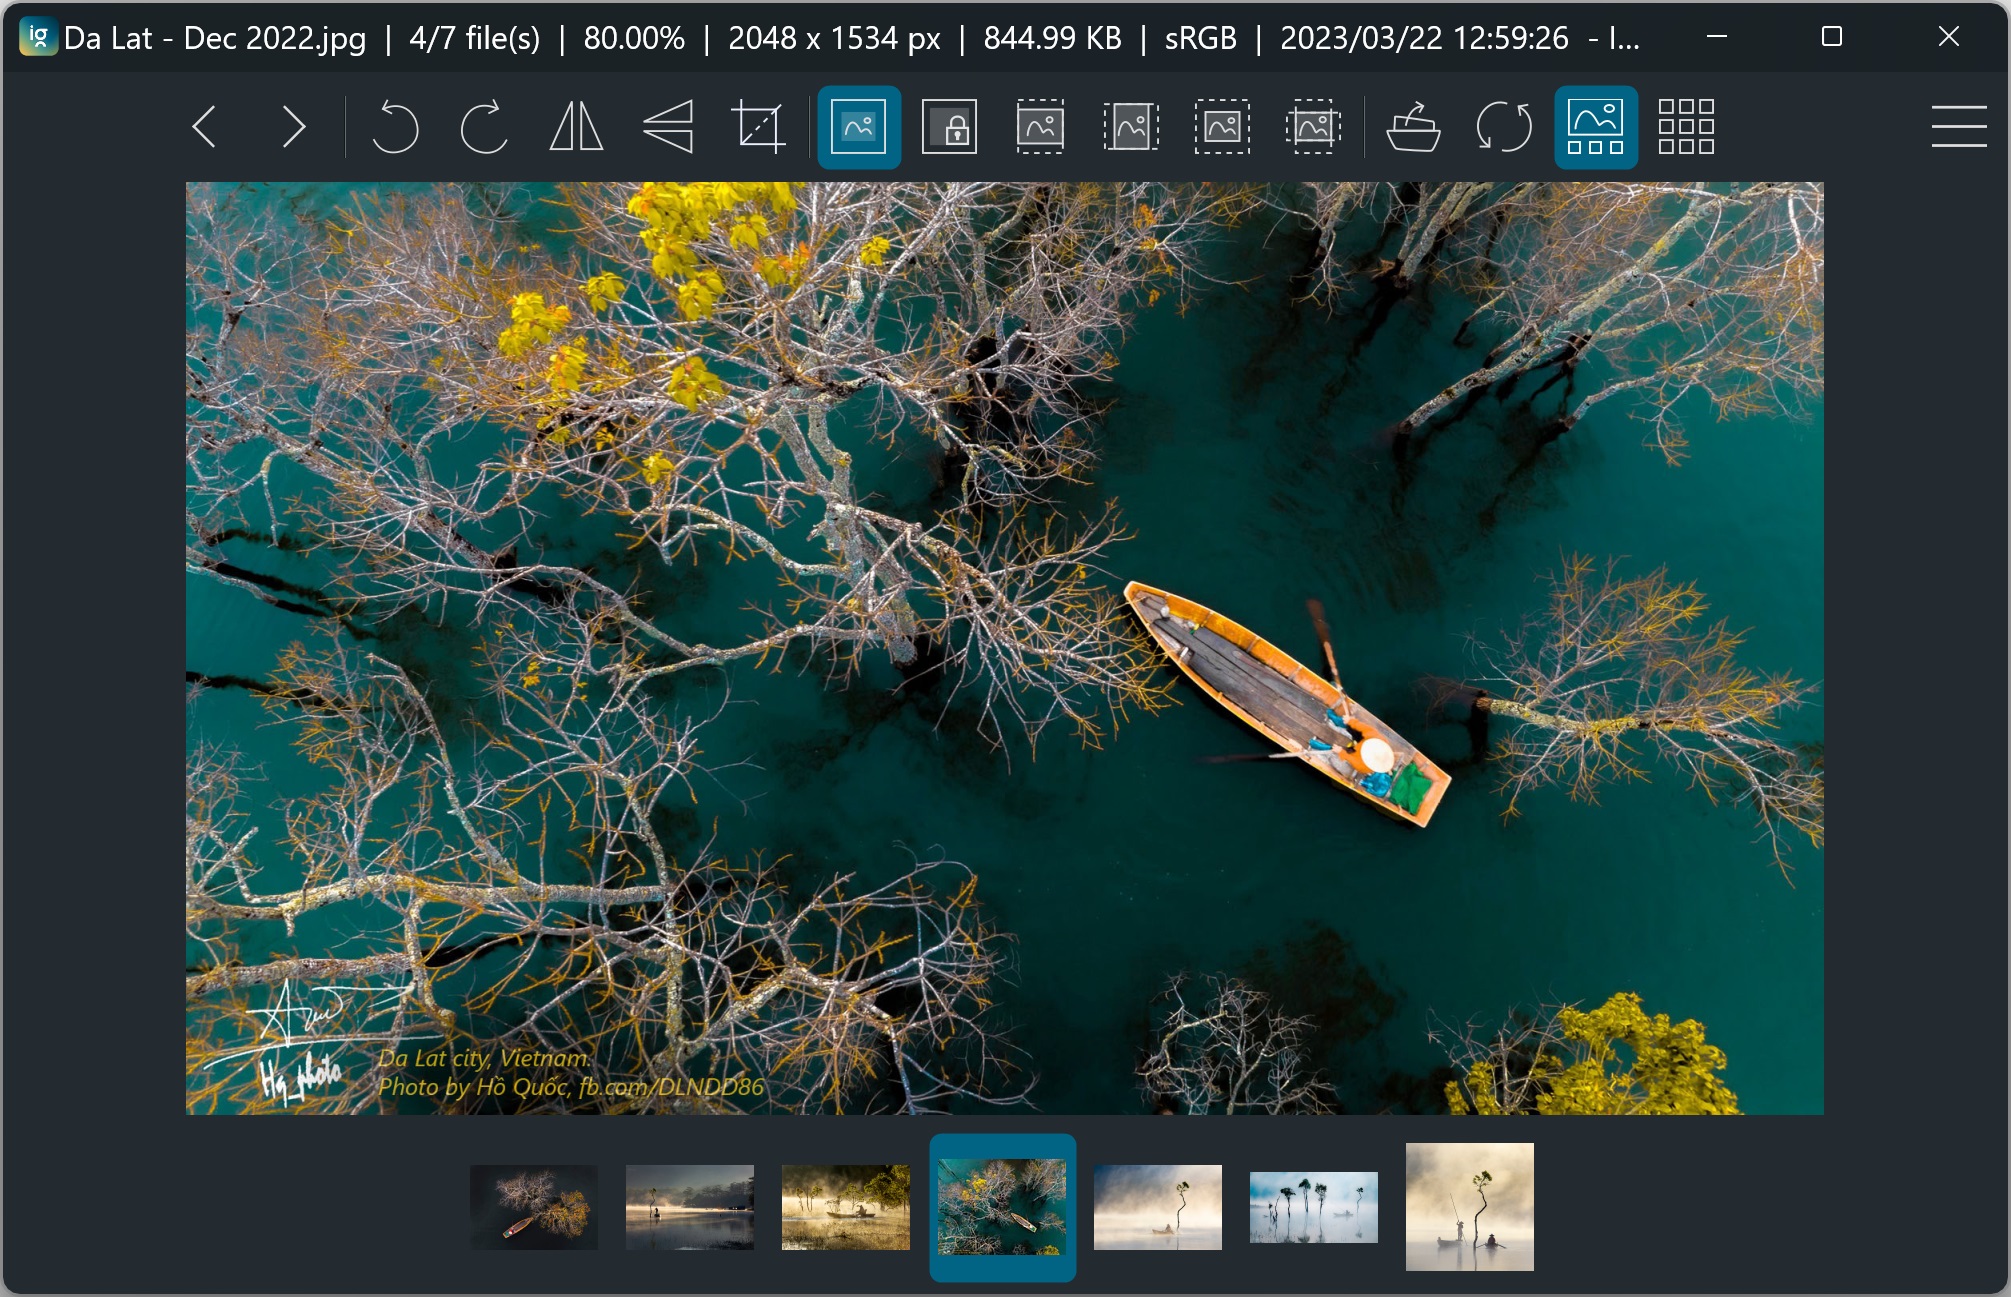 ig Da Lat - Dec 2022.jpg | 4/7 file(s) | 80.00% | 2048 x 1534 px | 844.99 KB | sRGB | 2023/03/22 12:59:26 - I...
Hq_photo
Da Lat city, Vietnam.
Photo by Hồ Quốc, fb.com/DLNDD86